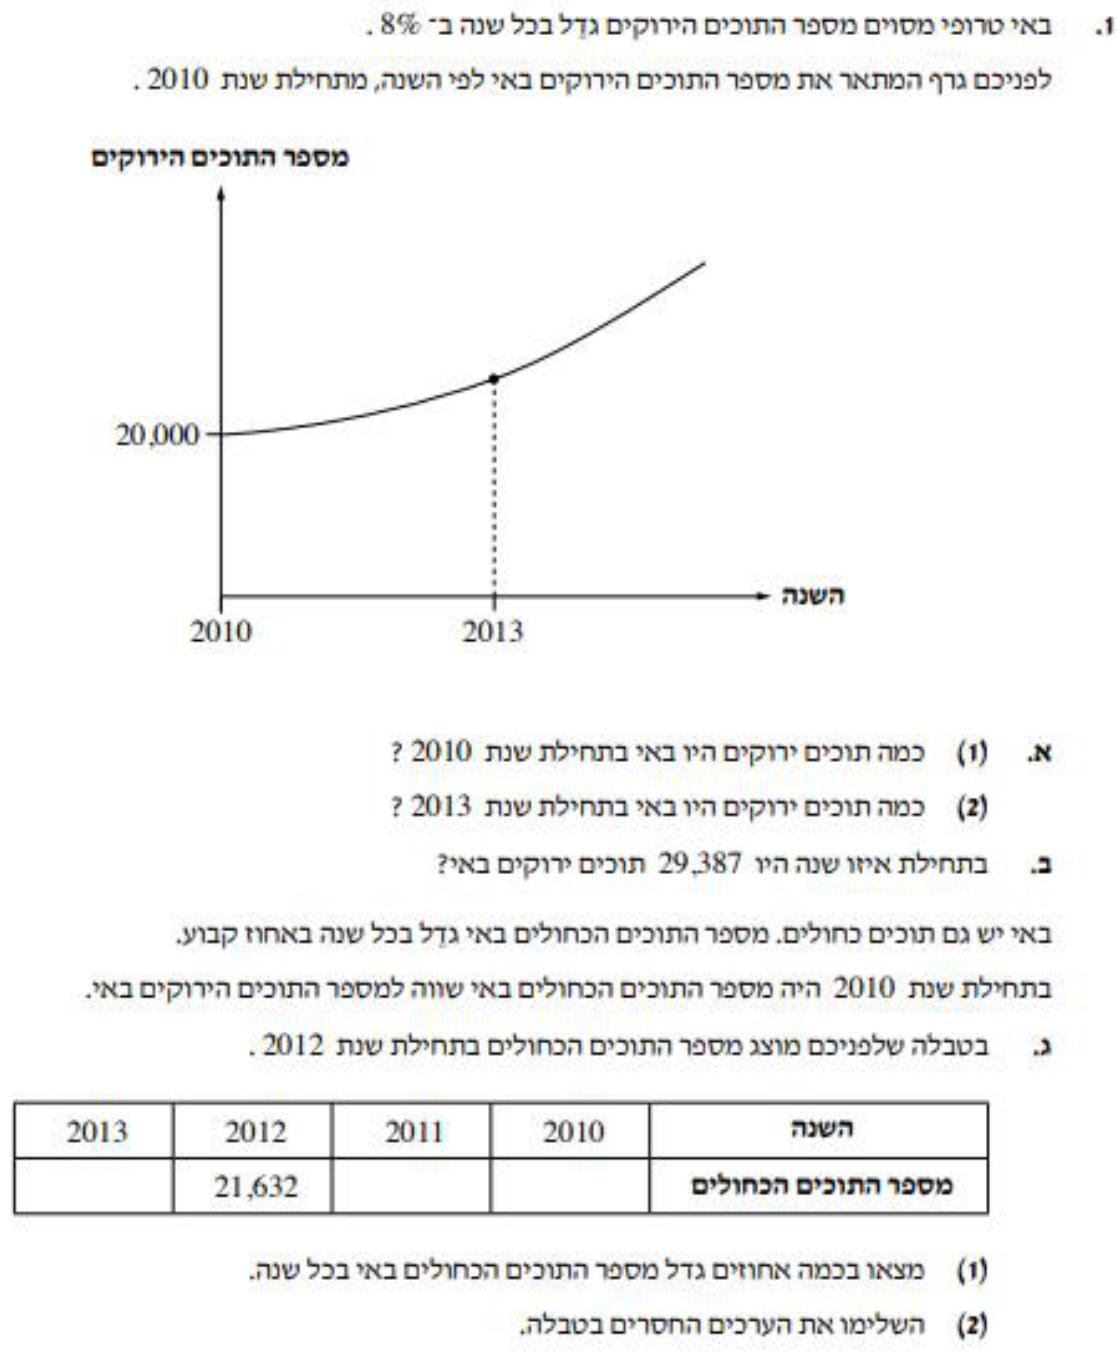 ו. באי טרופי מסוים מספר התוכים הירוקים גדֵל בכל שנה ב־ 8% .
לפניכם גרף המתאר את מספר התוכים הירוקים באי לפי השנה, מתחילת שנת 2010 .
מספר התוכים הירוקים
20,000
השנה
2010 2013
א. (1) כמה תוכים ירוקים היו באי בתחילת שנת 2010 ?
(2) כמה תוכים ירוקים היו באי בתחילת שנת 2013 ?
ב. בתחילת איזו שנה היו 29,387 תוכים ירוקים באי?
באי יש גם תוכים כחולים. מספר התוכים הכחולים באי גדֵל בכל שנה באחוז קבוע.
בתחילת שנת 2010 היה מספר התוכים הכחולים באי שווה למספר התוכים הירוקים באי.
ג. בטבלה שלפניכם מוצג מספר התוכים הכחולים בתחילת שנת 2012 .
השנה 2010 2011 2012 2013
מספר התוכים הכחולים 21,632
(1) מצאו בכמה אחוזים גדל מספר התוכים הכחולים באי בכל שנה.
(2) השלימו את הערכים החסרים בטבלה.